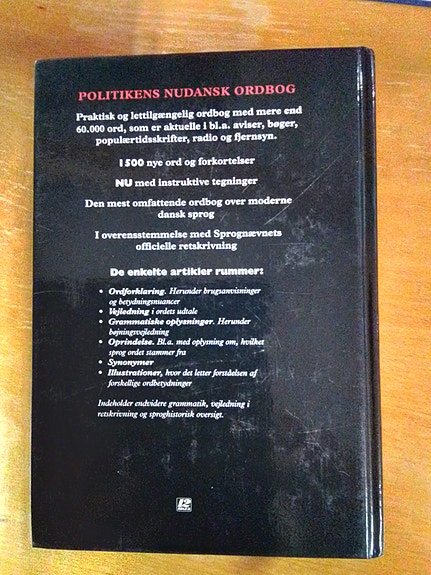 POLITIKENS NUDANSK ORDBOG
Praktisk og lettilgængelig ordbog med mere end
60.000 ord, som er aktuelle i bl.a. aviser, bøger,
populærtidsskrifter, radio og fjernsyn.
1500 nye ord og forkortelser
NU med instruktive tegninger
Den mest omfattende ordbog over moderne
dansk sprog
I overensstemmelse med Sprognævnets
officielle retskrivning
De enkelte artikler rummer:
• Ordforklaring. Herunder brugsanvisninger
og betydningsnuancer
• Vejledning i ordets udtale
• Grammatiske oplysninger. Herunder
bøjningsvejledning
• Oprindelse. Bl.a. med oplysning om, hvilket
sprog ordet stammer fra
• Synonymer
• Illustrationer, hvor det letter forståelsen af
forskellige ordbetydninger
Indeholder endvidere grammatik, vejledning i
retskrivning og sproghistorisk oversigt.